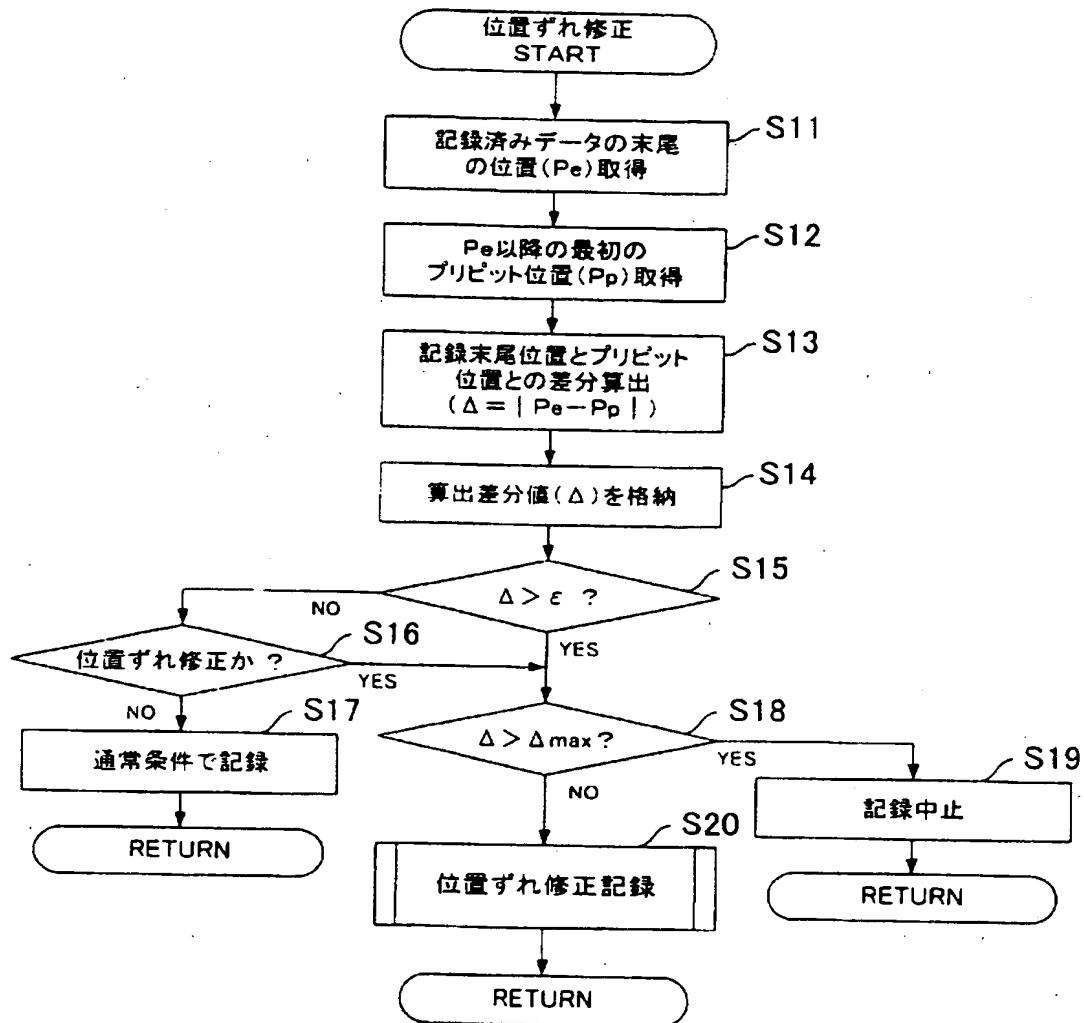 位置ずれ修正
START
S11
記録済みデータの末尾
の位置(Pe)取得
S12
Pe以降の最初の
プリピット位置(Pp)取得
S13
記録末尾位置とプリピット
位置との差分算出
(Δ=|Pe−Pp|)
S14
算出差分値(Δ)を格納
S15
Δ>ε ?
NO
YES
S16
位置ずれ修正か ?
YES
NO
S17
通常条件で記録
RETURN
S18
Δ>Δmax?
YES
NO
S19
記録中止
RETURN
S20
位置ずれ修正記録
RETURN